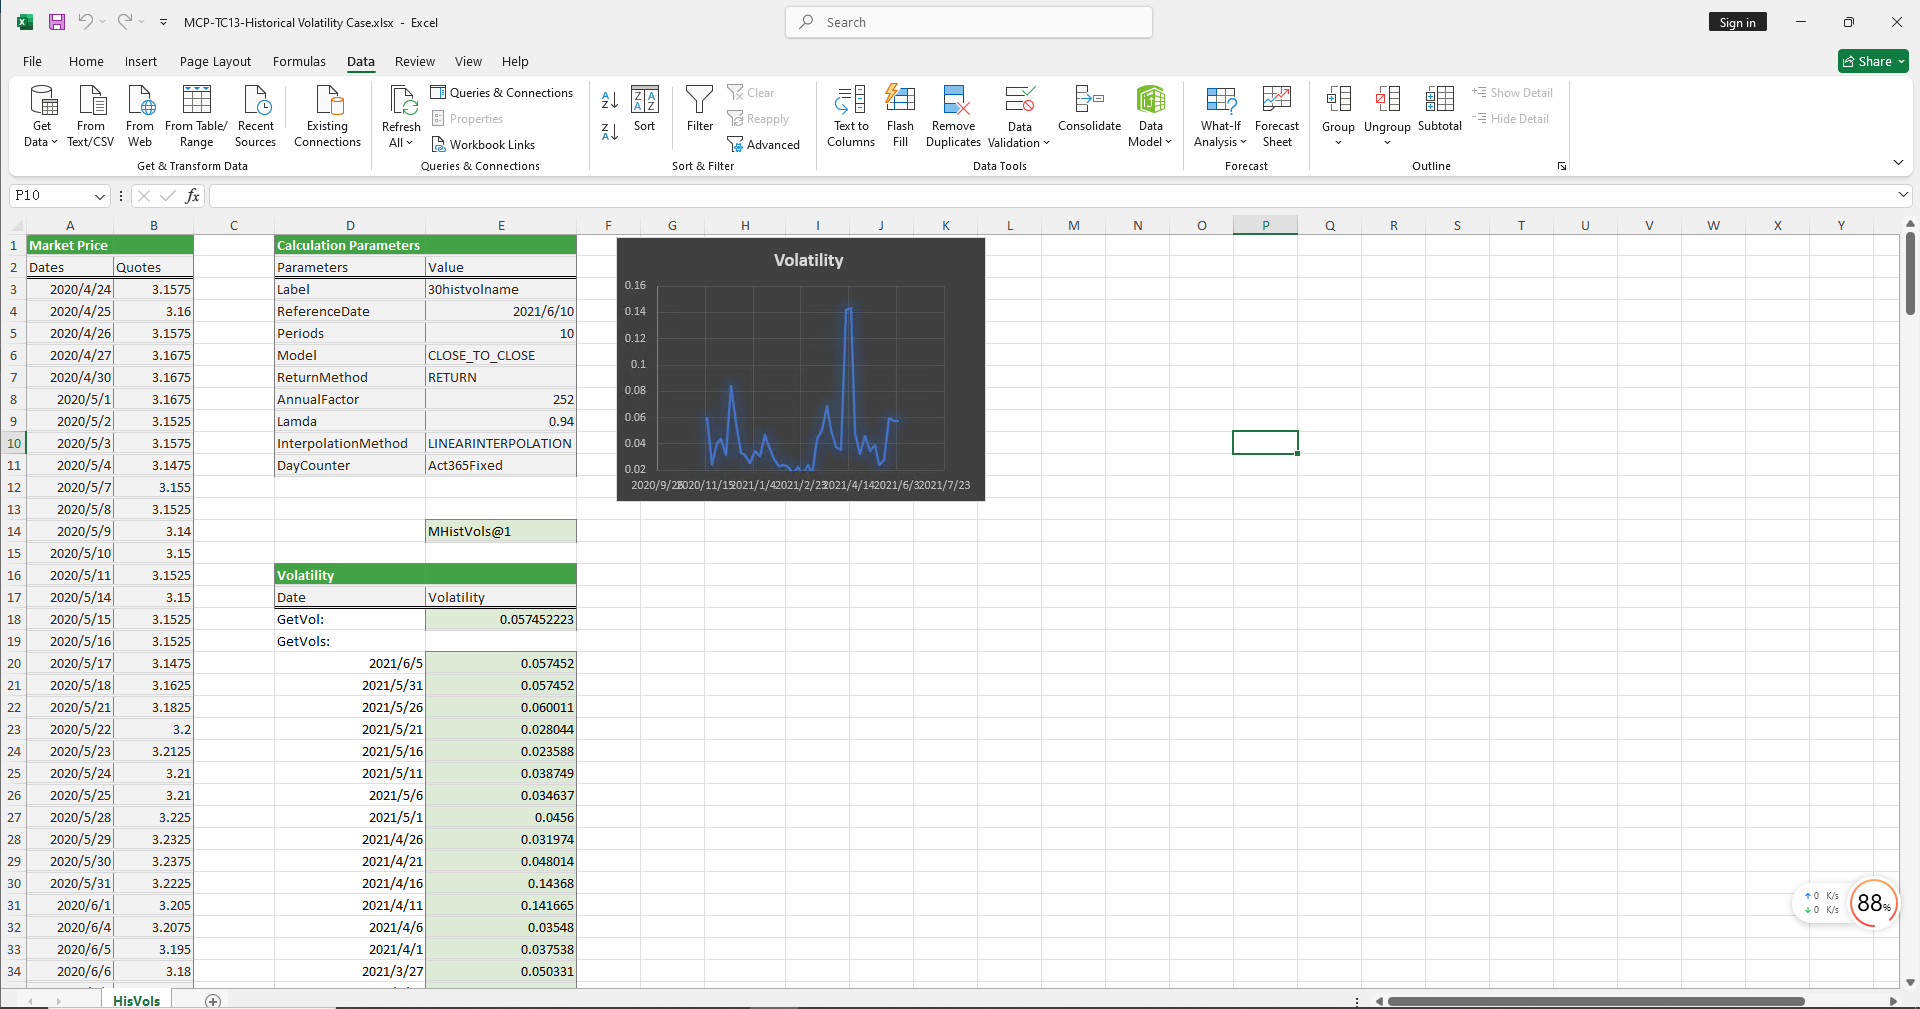 MCP-TC13-Historical Volatility Case.xlsx - Excel
Search
Sign in
File Home Insert Page Layout Formulas Data Review View Help
Share
Get Data
From Text/CSV
From Web
From Table/ Range
Recent Sources
Existing Connections
Get & Transform Data
Refresh All
Queries & Connections
Properties
Workbook Links
Queries & Connections
Sort
Filter
Clear
Reapply
Advanced
Sort & Filter
Text to Columns
Flash Fill
Remove Duplicates
Data Validation
Consolidate
Data Model
Data Tools
What-If Analysis
Forecast Sheet
Forecast
Group
Ungroup
Subtotal
Show Detail
Hide Detail
Outline
P10
fx
A B C D E F G H I J K L M N O P Q R S T U V W X Y
1 Market Price Calculation Parameters
2 Dates Quotes Parameters Value
3 2020/4/24 3.1575 Label 30histvolname
4 2020/4/25 3.16 ReferenceDate 2021/6/10
5 2020/4/26 3.1575 Periods 10
6 2020/4/27 3.1675 Model CLOSE_TO_CLOSE
7 2020/4/30 3.1675 ReturnMethod RETURN
8 2020/5/1 3.1675 AnnualFactor 252
9 2020/5/2 3.1525 Lamda 0.94
10 2020/5/3 3.1575 InterpolationMethod LINEARINTERPOLATION
11 2020/5/4 3.1475 DayCounter Act365Fixed
12 2020/5/7 3.155
13 2020/5/8 3.1525
14 2020/5/9 3.14 MHistVols@1
15 2020/5/10 3.15
16 2020/5/11 3.1525 Volatility
17 2020/5/14 3.15 Date Volatility
18 2020/5/15 3.1525 GetVol: 0.057452223
19 2020/5/16 3.1525 GetVols:
20 2020/5/17 3.1475 2021/6/5 0.057452
21 2020/5/18 3.1625 2021/5/31 0.057452
22 2020/5/21 3.1825 2021/5/26 0.060011
23 2020/5/22 3.2 2021/5/21 0.028044
24 2020/5/23 3.2125 2021/5/16 0.023588
25 2020/5/24 3.21 2021/5/11 0.038749
26 2020/5/25 3.21 2021/5/6 0.034637
27 2020/5/28 3.225 2021/5/1 0.0456
28 2020/5/29 3.2325 2021/4/26 0.031974
29 2020/5/30 3.2375 2021/4/21 0.048014
30 2020/5/31 3.2225 2021/4/16 0.14368
31 2020/6/1 3.205 2021/4/11 0.141665
32 2020/6/4 3.2075 2021/4/6 0.03548
33 2020/6/5 3.195 2021/4/1 0.037538
34 2020/6/6 3.18 2021/3/27 0.050331
Volatility
0.16
0.14
0.12
0.1
0.08
0.06
0.04
0.02
2020/9/26 2020/11/15 2021/1/4 2021/2/23 2021/4/14 2021/6/3 2021/7/23
0 K/s
0 K/s
88%
HisVols